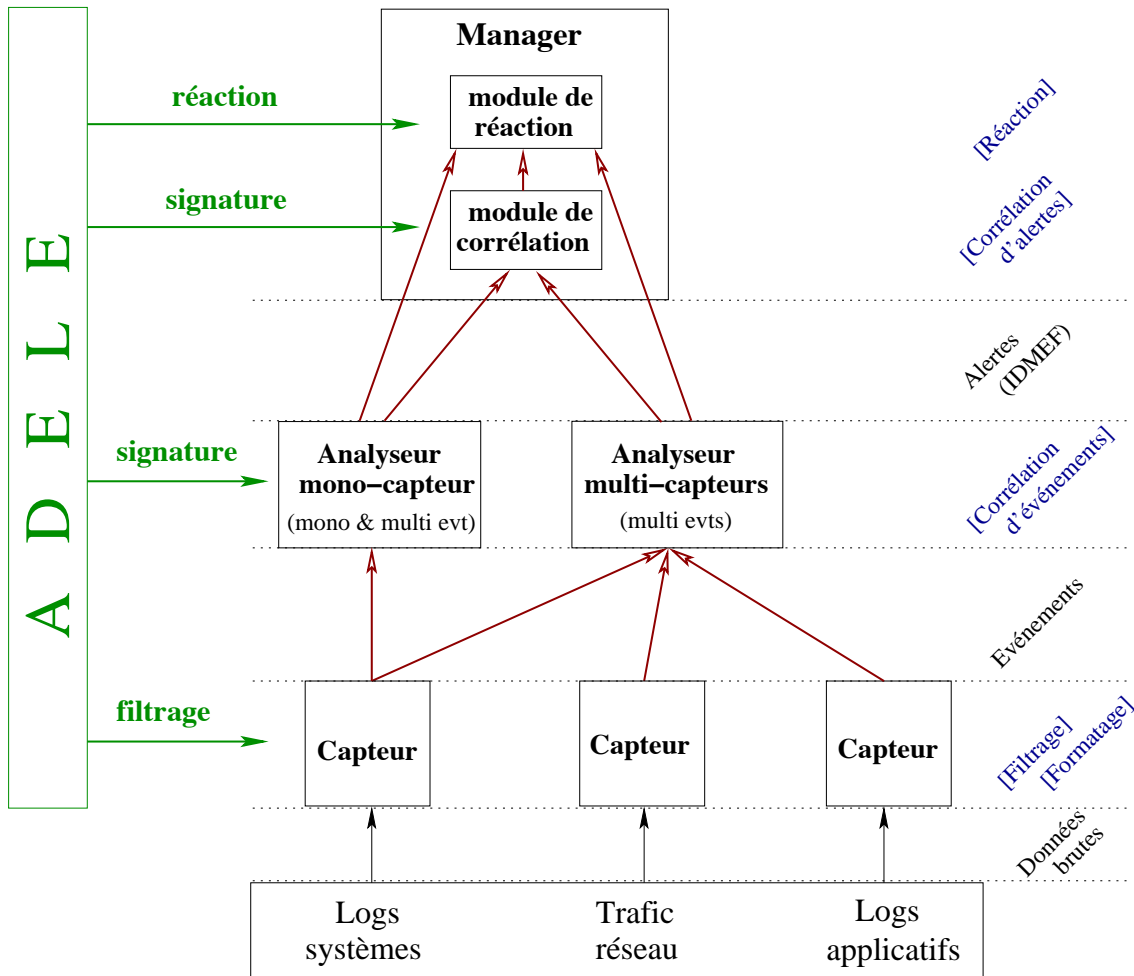 ADELE
Manager
réaction
module de
réaction
[Réaction]
signature
module de
corrélation
[Corrélation
d'alertes]
Alertes
(IDMEF)
signature
Analyseur
mono−capteur
(mono & multi evt)
Analyseur
multi−capteurs
(multi evts)
[Corrélation
d'événements]
Evénements
filtrage
Capteur
Capteur
Capteur
[Filtrage]
[Formatage]
Données
brutes
Logs
systèmes
Trafic
réseau
Logs
applicatifs